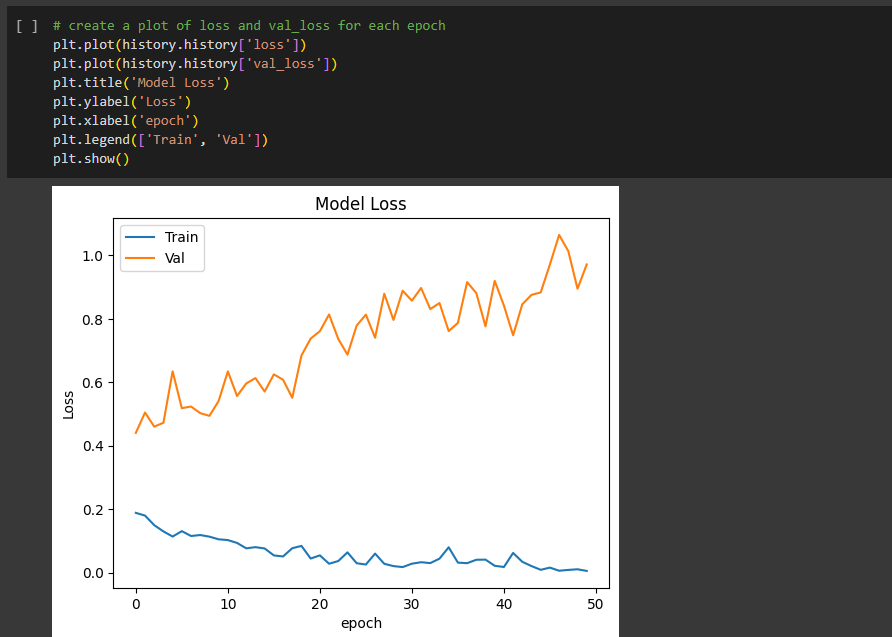 [ ] # create a plot of loss and val_loss for each epoch
plt.plot(history.history['loss'])
plt.plot(history.history['val_loss'])
plt.title('Model Loss')
plt.ylabel('Loss')
plt.xlabel('epoch')
plt.legend(['Train', 'Val'])
plt.show()
Model Loss
Train
Val
1.0
0.8
0.6
Loss
0.4
0.2
0.0
0 10 20 30 40 50
epoch